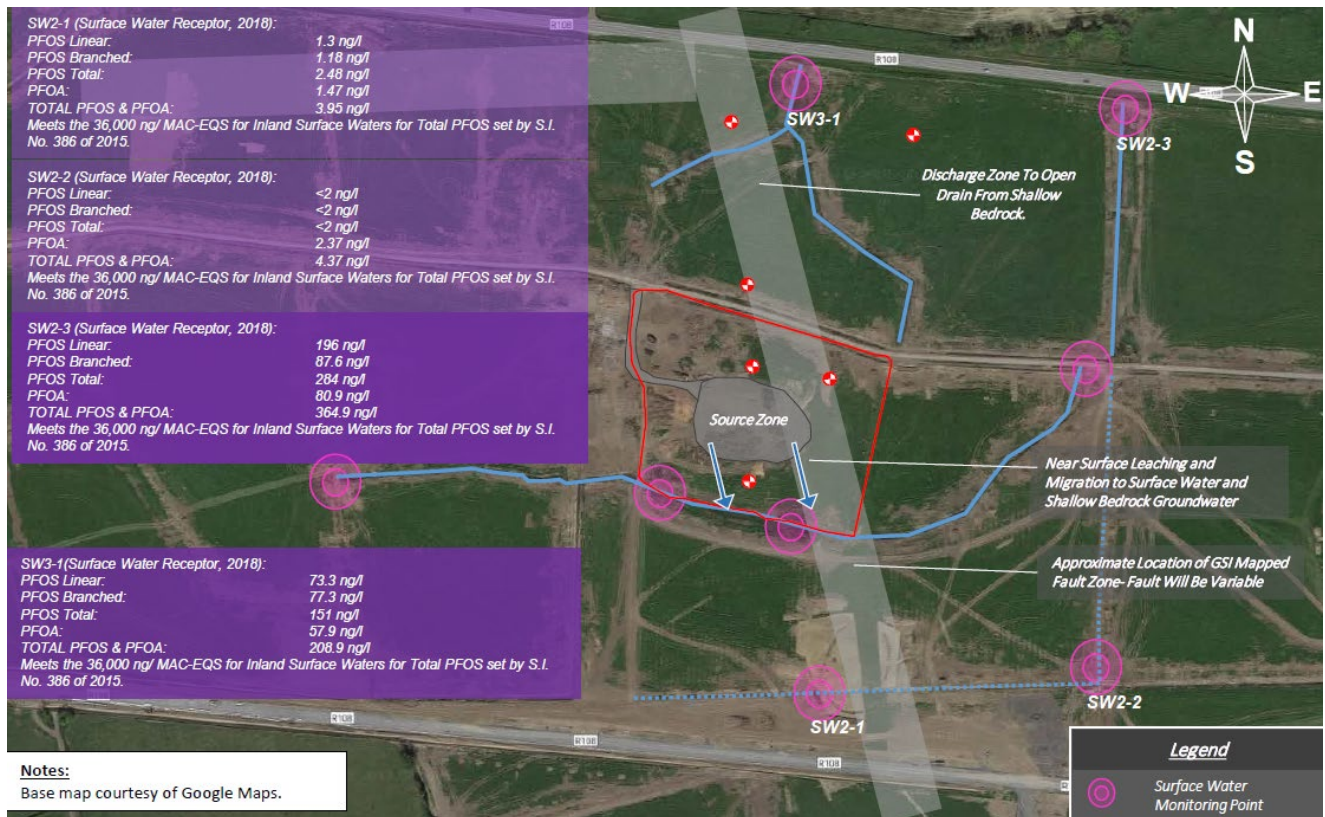 SW2-1 (Surface Water Receptor, 2018):
PFOS Linear: 1.3 ng/l
PFOS Branched: 1.18 ng/l
PFOS Total: 2.48 ng/l
PFOA: 1.47 ng/l
TOTAL PFOS & PFOA: 3.95 ng/l
Meets the 36,000 ng/ MAC-EQS for Inland Surface Waters for Total PFOS set by S.I.
No. 386 of 2015.
SW2-2 (Surface Water Receptor, 2018):
PFOS Linear: <2 ng/l
PFOS Branched: <2 ng/l
PFOS Total: <2 ng/l
PFOA: 2.37 ng/l
TOTAL PFOS & PFOA: 4.37 ng/l
Meets the 36,000 ng/ MAC-EQS for Inland Surface Waters for Total PFOS set by S.I.
No. 386 of 2015.
SW2-3 (Surface Water Receptor, 2018):
PFOS Linear: 196 ng/l
PFOS Branched: 87.6 ng/l
PFOS Total: 284 ng/l
PFOA: 80.9 ng/l
TOTAL PFOS & PFOA: 364.9 ng/l
Meets the 36,000 ng/ MAC-EQS for Inland Surface Waters for Total PFOS set by S.I.
No. 386 of 2015.
SW3-1(Surface Water Receptor, 2018):
PFOS Linear: 73.3 ng/l
PFOS Branched: 77.3 ng/l
PFOS Total: 151 ng/l
PFOA: 57.9 ng/l
TOTAL PFOS & PFOA: 208.9 ng/l
Meets the 36,000 ng/ MAC-EQS for Inland Surface Waters for Total PFOS set by S.I.
No. 386 of 2015.
R108
R108
N
W E
S
SW3-1
SW2-3
Discharge Zone To Open
Drain From Shallow
Bedrock.
Source Zone
Near Surface Leaching and
Migration to Surface Water and
Shallow Bedrock Groundwater
Approximate Location of GSI Mapped
Fault Zone- Fault Will Be Variable
SW2-1
SW2-2
R108
R108
R108
Notes:
Base map courtesy of Google Maps.
Legend
Surface Water
Monitoring Point